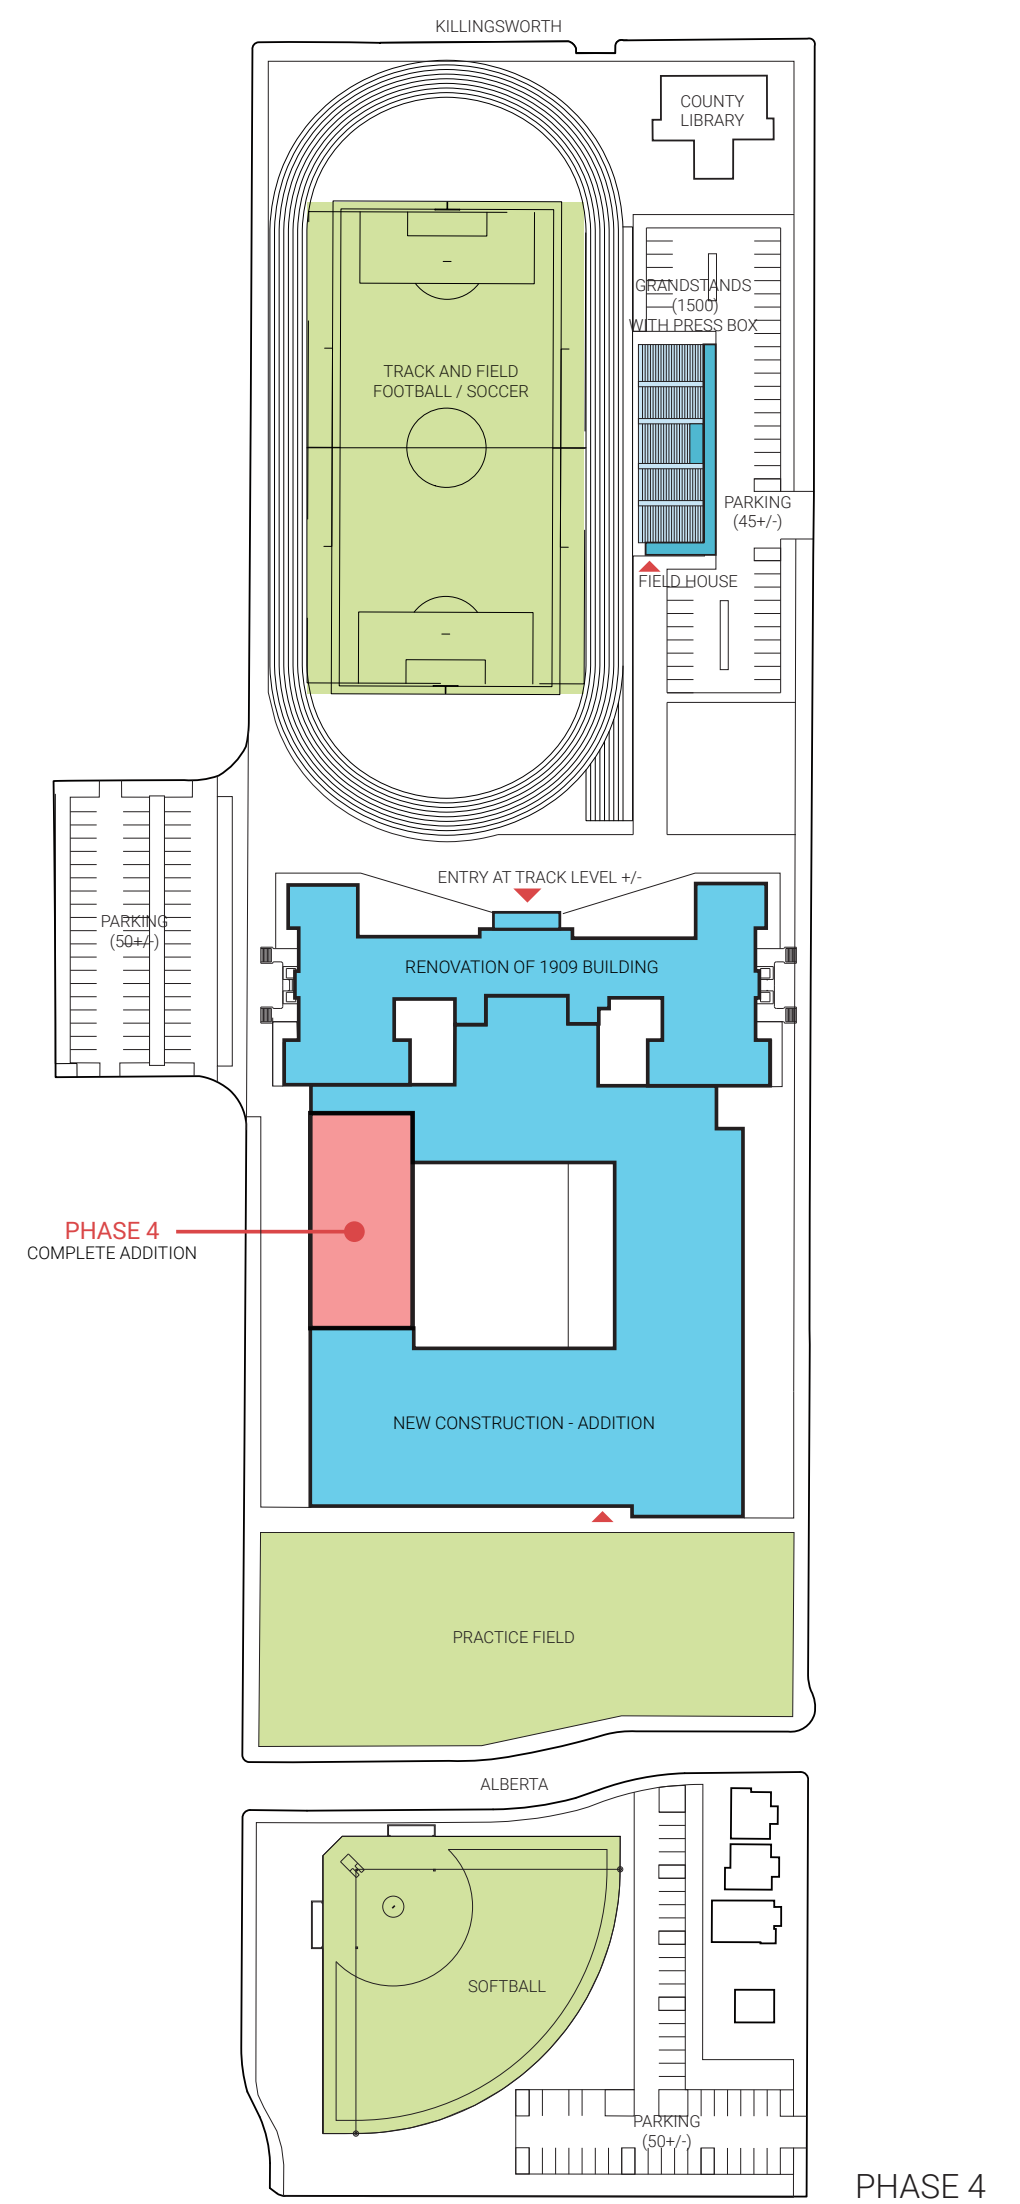 KILLINGSWORTH
COUNTY
LIBRARY
GRANDSTANDS
(1500)
WITH PRESS BOX
TRACK AND FIELD
FOOTBALL / SOCCER
PARKING
(45+/-)
FIELD HOUSE
ENTRY AT TRACK LEVEL +/-
PARKING
(50+/-)
RENOVATION OF 1909 BUILDING
PHASE 4
COMPLETE ADDITION
NEW CONSTRUCTION - ADDITION
PRACTICE FIELD
ALBERTA
SOFTBALL
PARKING
(50+/-)
PHASE 4